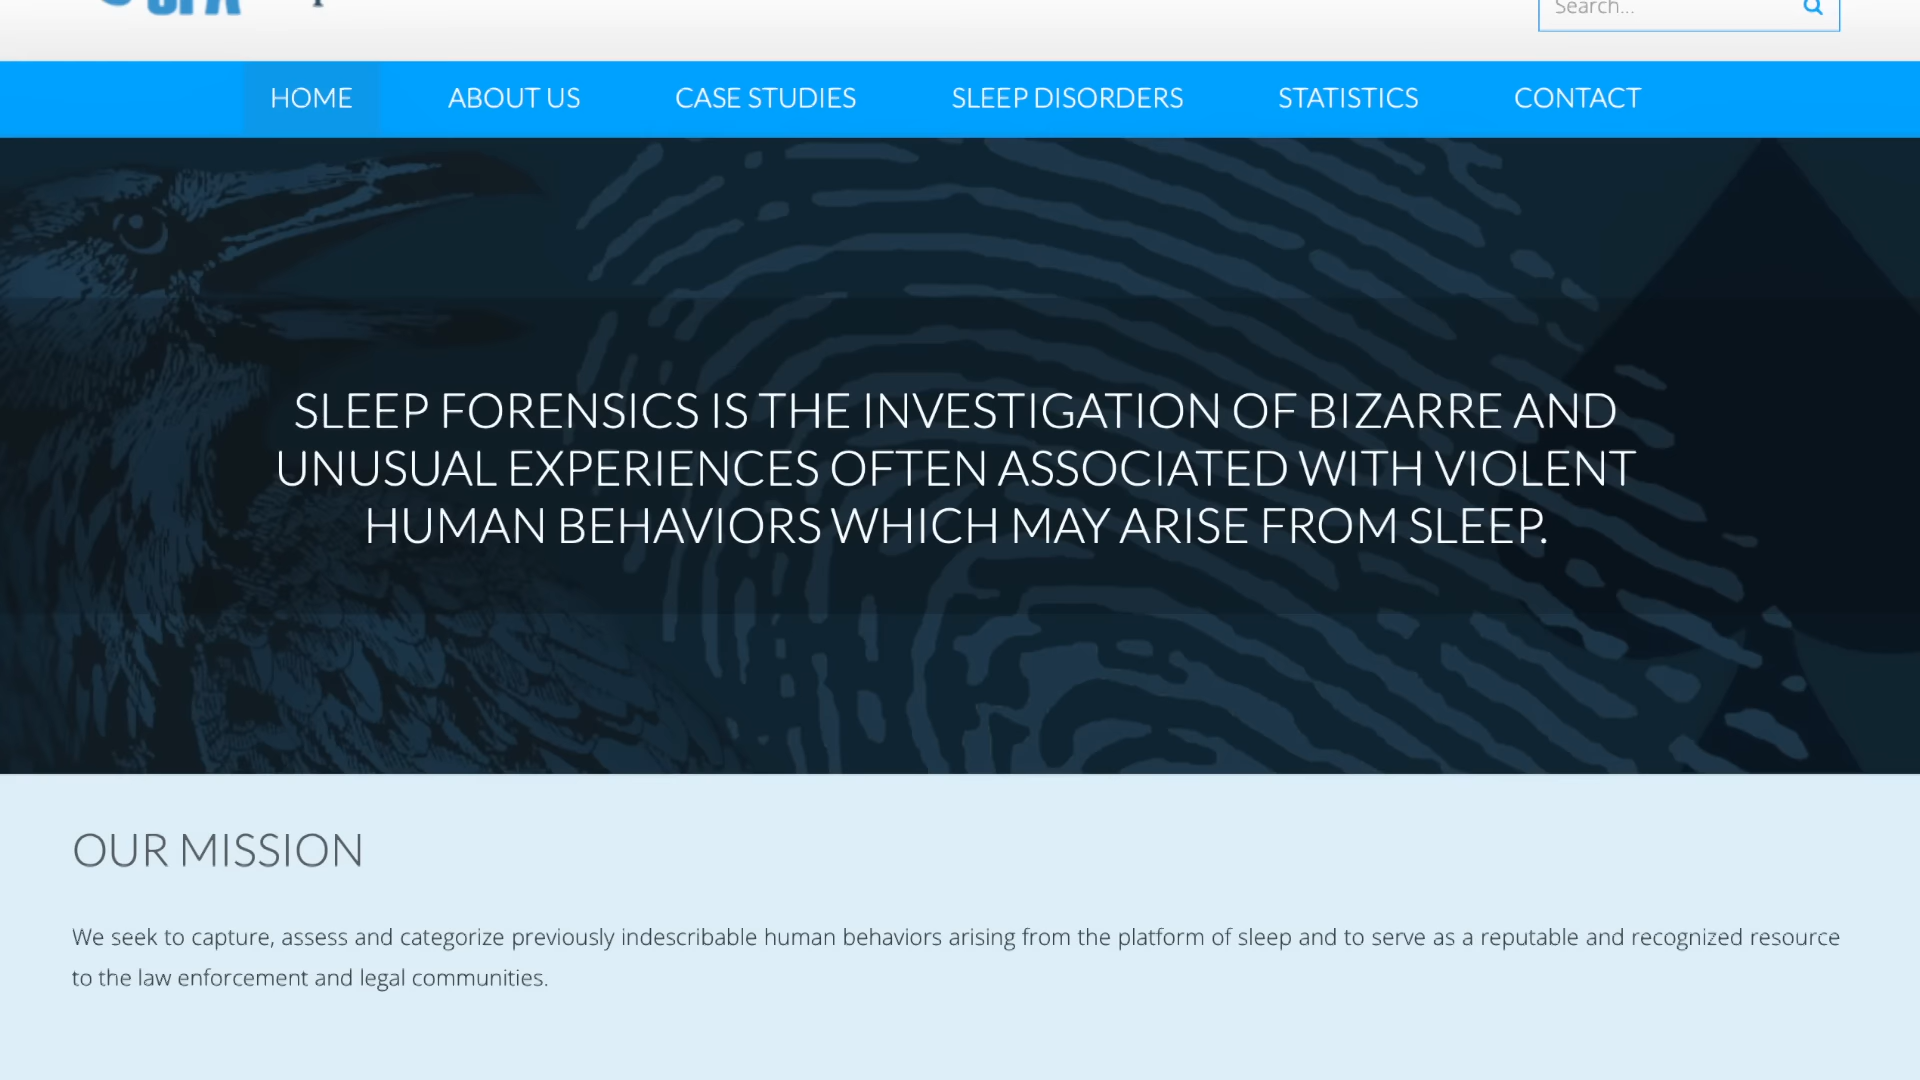 Search...
HOME ABOUT US CASE STUDIES SLEEP DISORDERS STATISTICS CONTACT
SLEEP FORENSICS IS THE INVESTIGATION OF BIZARRE AND
UNUSUAL EXPERIENCES OFTEN ASSOCIATED WITH VIOLENT
HUMAN BEHAVIORS WHICH MAY ARISE FROM SLEEP.
OUR MISSION
We seek to capture, assess and categorize previously indescribable human behaviors arising from the platform of sleep and to serve as a reputable and recognized resource
to the law enforcement and legal communities.